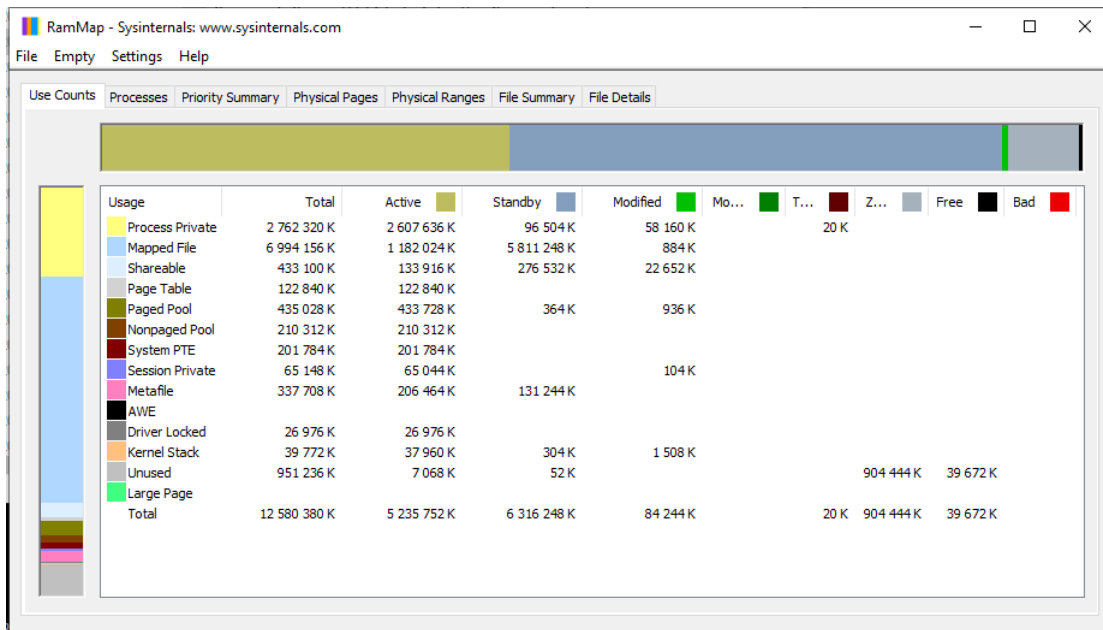 RamMap - Sysinternals: www.sysinternals.com
File Empty Settings Help
Use Counts Processes Priority Summary Physical Pages Physical Ranges File Summary File Details
Usage Total Active Standby Modified Mo... T... Z... Free Bad
Process Private 2 762 320 K 2 607 636 K 96 504 K 58 160 K 20 K
Mapped File 6 994 156 K 1 182 024 K 5 811 248 K 884 K
Shareable 433 100 K 133 916 K 276 532 K 22 652 K
Page Table 122 840 K 122 840 K
Paged Pool 435 028 K 433 728 K 364 K 936 K
Nonpaged Pool 210 312 K 210 312 K
System PTE 201 784 K 201 784 K
Session Private 65 148 K 65 044 K 104 K
Metafile 337 708 K 206 464 K 131 244 K
AWE
Driver Locked 26 976 K 26 976 K
Kernel Stack 39 772 K 37 960 K 304 K 1 508 K
Unused 951 236 K 7 068 K 52 K 904 444 K 39 672 K
Large Page
Total 12 580 380 K 5 235 752 K 6 316 248 K 84 244 K 20 K 904 444 K 39 672 K